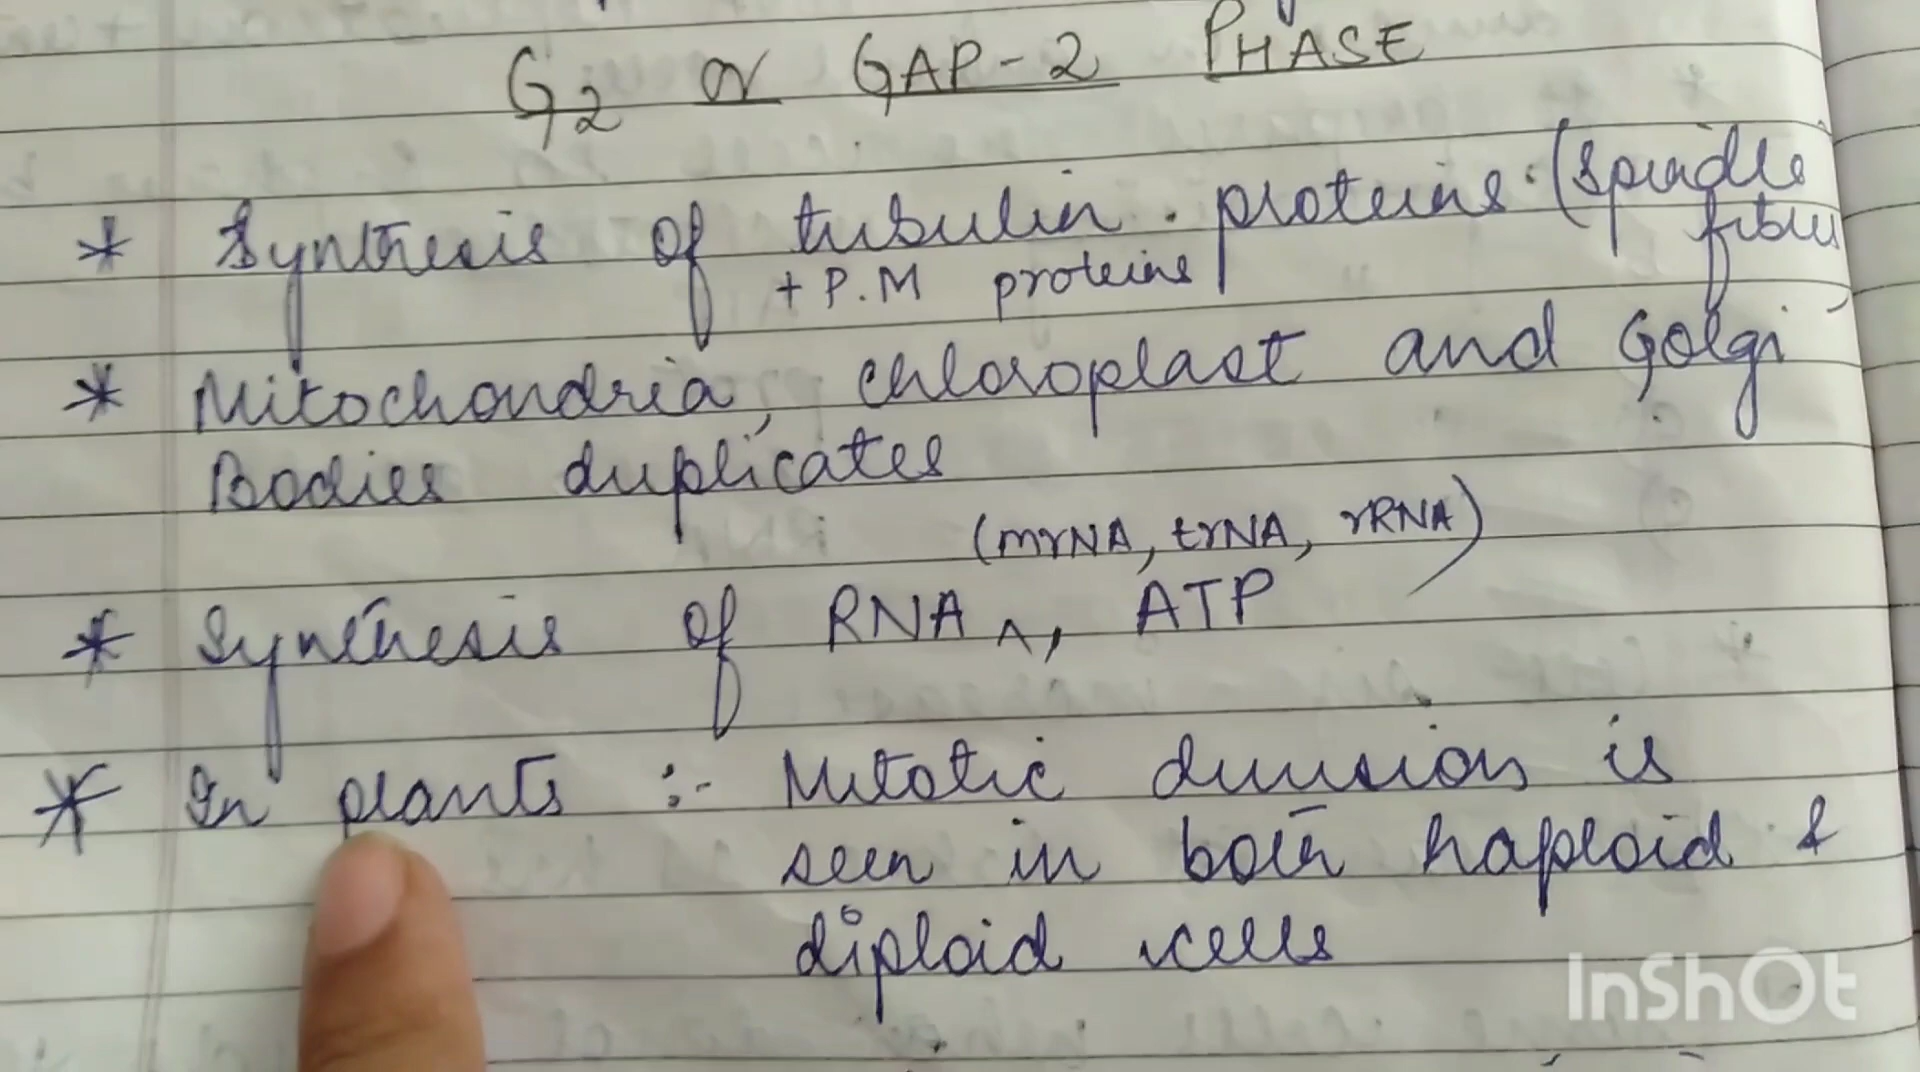 G2 or GAP-2 PHASE
* Synthesis of tubulin proteins (spindle fibres
+ P.M proteins
* Mitochondria, chloroplast and Golgi
Bodies duplicates
(mRNA, tRNA, rRNA)
* Synthesis of RNA ^, ATP
* In plants :- Mitotic division is
seen in both haploid &
diploid cells
InShOt